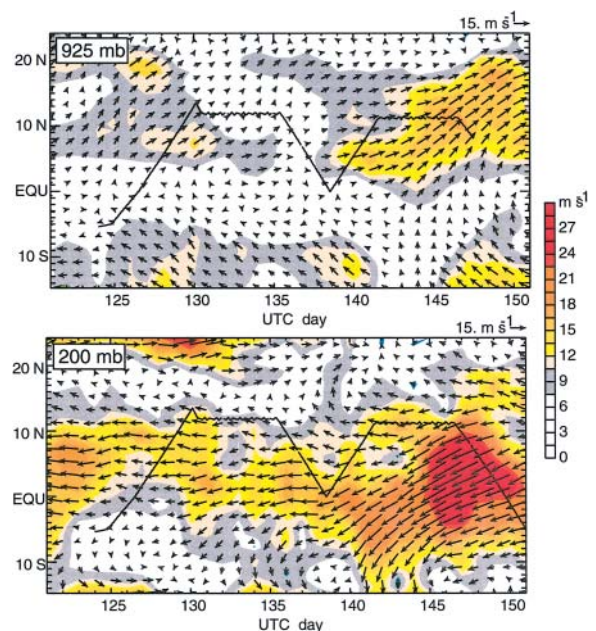 15. m s̄¹
925 mb
20 N
10 N
EQU
10 S
125 130 135 140 145 150
UTC day
15. m s̄¹
200 mb
20 N
10 N
EQU
10 S
125 130 135 140 145 150
UTC day
m s̄¹
27
24
21
18
15
12
9
6
3
0